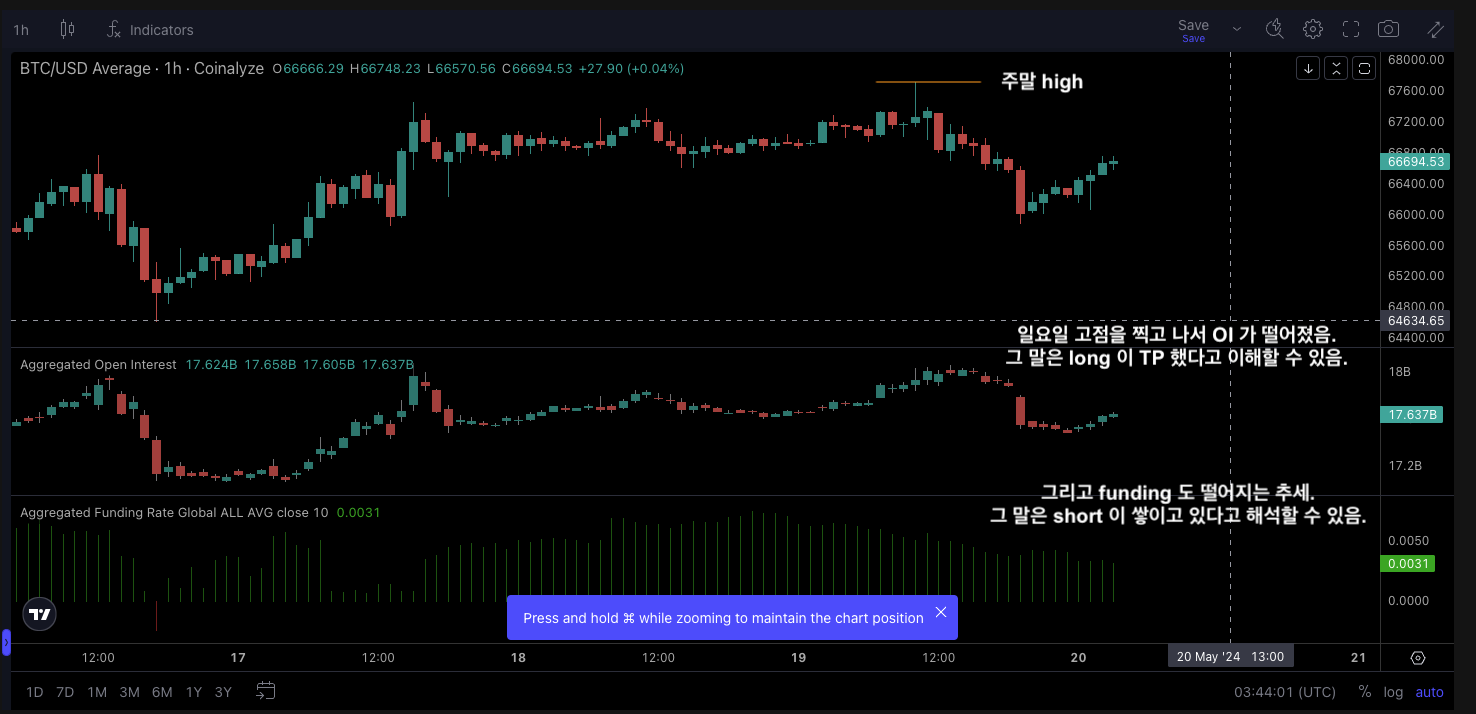 1h
Indicators
Save
Save
BTC/USD Average · 1h · Coinalyze O66666.29 H66748.23 L66570.56 C66694.53 +27.90 (+0.04%)
주말 high
68000.00
67600.00
67200.00
66800.00
66694.53
66400.00
66000.00
65600.00
65200.00
64800.00
64634.65
64400.00
일요일 고점을 찍고 나서 OI 가 떨어졌음.
그 말은 long 이 TP 했다고 이해할 수 있음.
Aggregated Open Interest 17.624B 17.658B 17.605B 17.637B
18B
17.637B
17.2B
그리고 funding 도 떨어지는 추세.
그 말은 short 이 쌓이고 있다고 해석할 수 있음.
Aggregated Funding Rate Global ALL AVG close 10 0.0031
0.0050
0.0031
0.0000
Press and hold ⌘ while zooming to maintain the chart position
12:00 17 12:00 18 12:00 19 12:00 20 20 May '24 13:00 21
1D 7D 1M 3M 6M 1Y 3Y
03:44:01 (UTC) % log auto